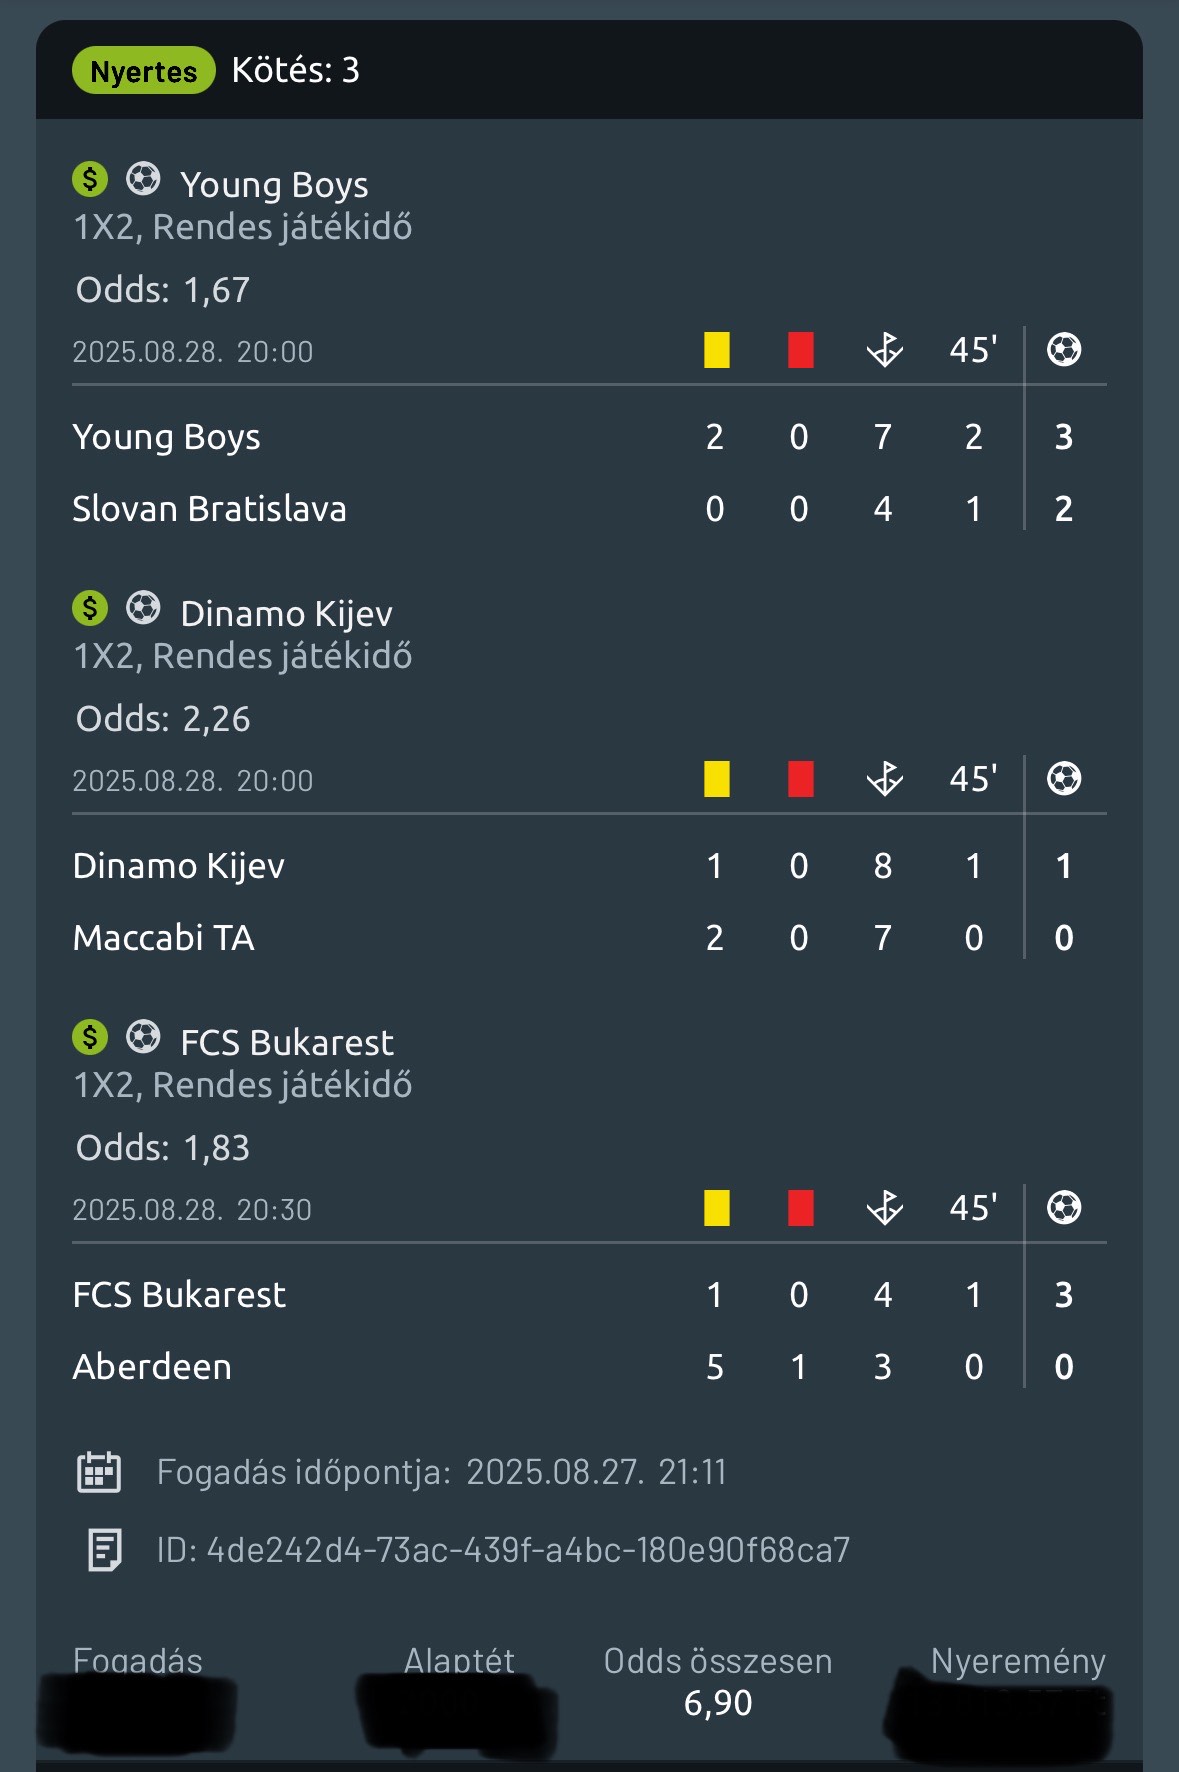 Nyertes Kötés: 3
$ Young Boys
1X2, Rendes játékidő
Odds: 1,67
2025.08.28. 20:00 45'
Young Boys 2 0 7 2 3
Slovan Bratislava 0 0 4 1 2
$ Dinamo Kijev
1X2, Rendes játékidő
Odds: 2,26
2025.08.28. 20:00 45'
Dinamo Kijev 1 0 8 1 1
Maccabi TA 2 0 7 0 0
$ FCS Bukarest
1X2, Rendes játékidő
Odds: 1,83
2025.08.28. 20:30 45'
FCS Bukarest 1 0 4 1 3
Aberdeen 5 1 3 0 0
Fogadás időpontja: 2025.08.27. 21:11
ID: 4de242d4-73ac-439f-a4bc-180e90f68ca7
Fogadás Alaptét Odds összesen Nyeremény
6,90